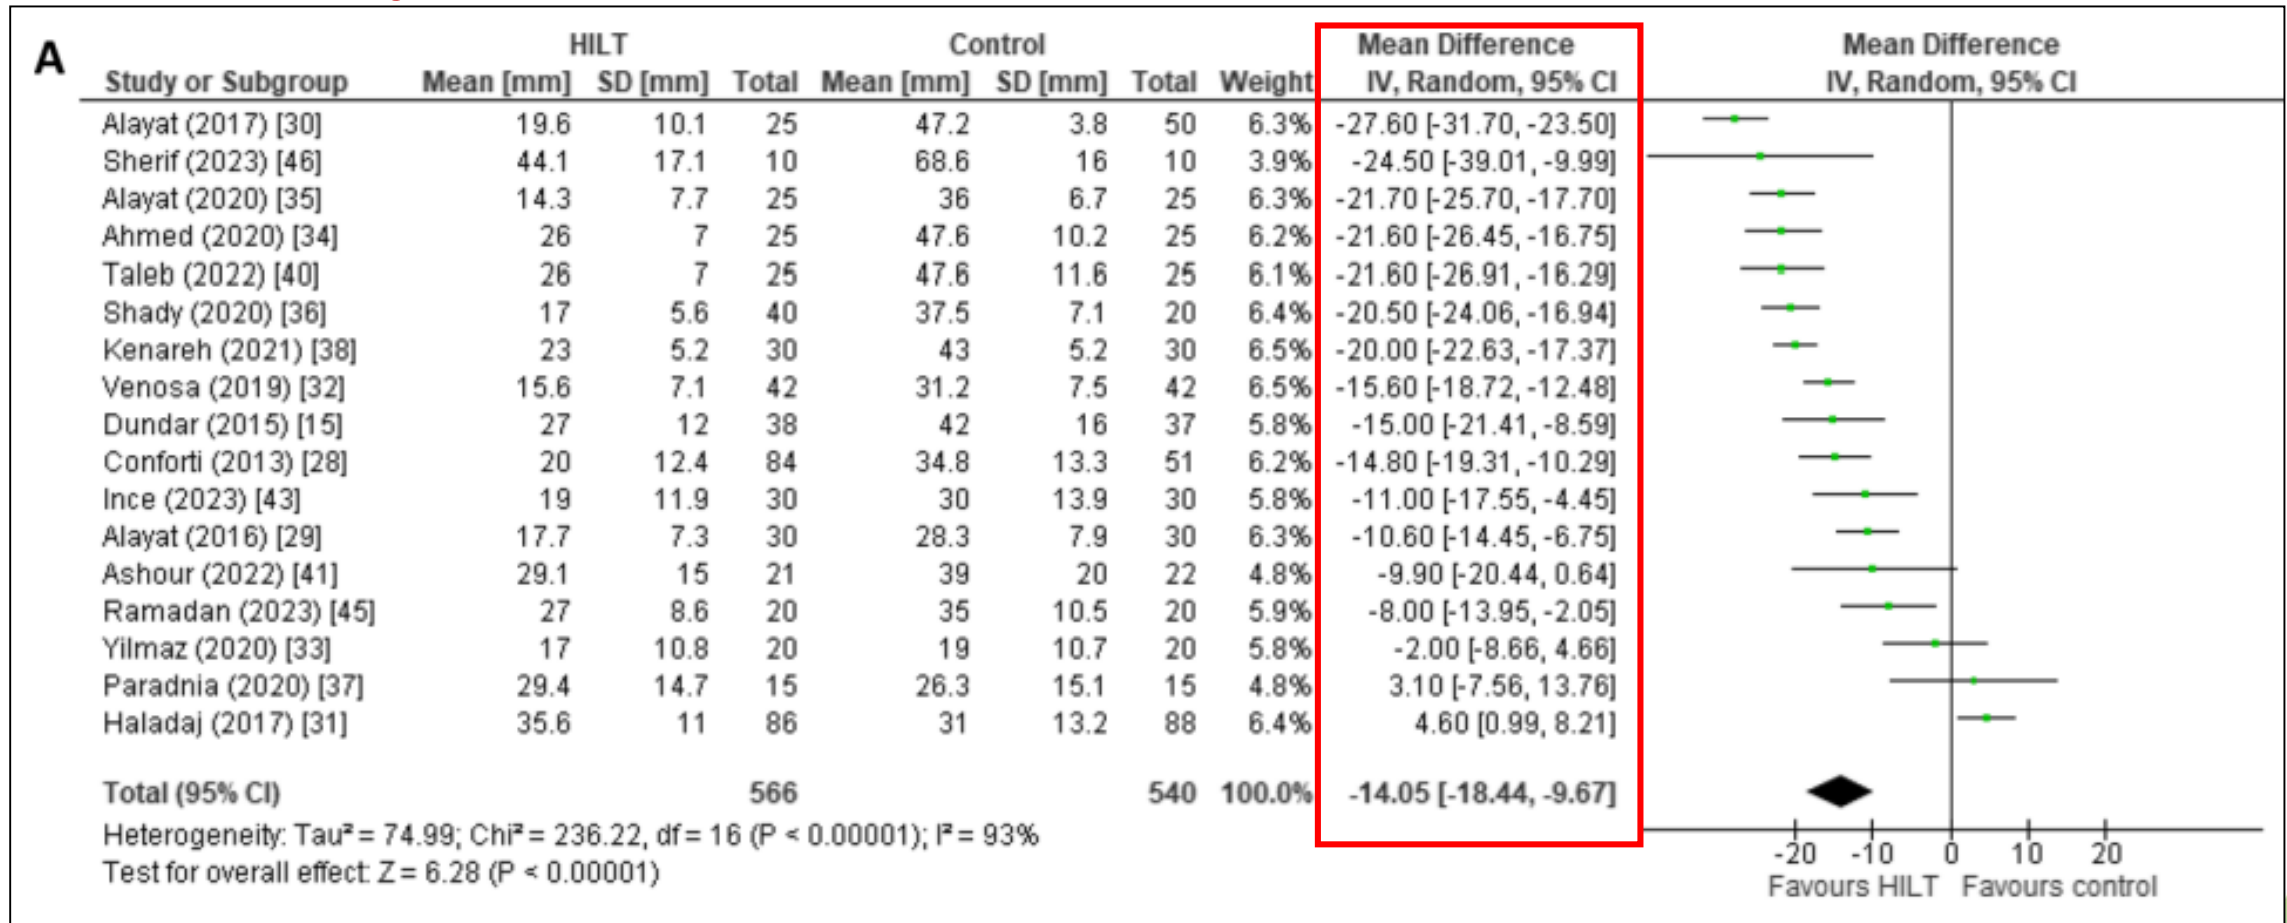 A
HILT Control Mean Difference Mean Difference
Study or Subgroup Mean [mm] SD [mm] Total Mean [mm] SD [mm] Total Weight IV, Random, 95% CI IV, Random, 95% CI
Alayat (2017) [30] 19.6 10.1 25 47.2 3.8 50 6.3% -27.60 [-31.70, -23.50]
Sherif (2023) [46] 44.1 17.1 10 68.6 16 10 3.9% -24.50 [-39.01, -9.99]
Alayat (2020) [35] 14.3 7.7 25 36 6.7 25 6.3% -21.70 [-25.70, -17.70]
Ahmed (2020) [34] 26 7 25 47.6 10.2 25 6.2% -21.60 [-26.45, -16.75]
Taleb (2022) [40] 26 7 25 47.6 11.6 25 6.1% -21.60 [-26.91, -16.29]
Shady (2020) [36] 17 5.6 40 37.5 7.1 20 6.4% -20.50 [-24.06, -16.94]
Kenareh (2021) [38] 23 5.2 30 43 5.2 30 6.5% -20.00 [-22.63, -17.37]
Venosa (2019) [32] 15.6 7.1 42 31.2 7.5 42 6.5% -15.60 [-18.72, -12.48]
Dundar (2015) [15] 27 12 38 42 16 37 5.8% -15.00 [-21.41, -8.59]
Conforti (2013) [28] 20 12.4 84 34.8 13.3 51 6.2% -14.80 [-19.31, -10.29]
Ince (2023) [43] 19 11.9 30 30 13.9 30 5.8% -11.00 [-17.55, -4.45]
Alayat (2016) [29] 17.7 7.3 30 28.3 7.9 30 6.3% -10.60 [-14.45, -6.75]
Ashour (2022) [41] 29.1 15 21 39 20 22 4.8% -9.90 [-20.44, 0.64]
Ramadan (2023) [45] 27 8.6 20 35 10.5 20 5.9% -8.00 [-13.95, -2.05]
Yilmaz (2020) [33] 17 10.8 20 19 10.7 20 5.8% -2.00 [-8.66, 4.66]
Paradnia (2020) [37] 29.4 14.7 15 26.3 15.1 15 4.8% 3.10 [-7.56, 13.76]
Haladaj (2017) [31] 35.6 11 86 31 13.2 88 6.4% 4.60 [0.99, 8.21]
Total (95% CI) 566 540 100.0% -14.05 [-18.44, -9.67]
Heterogeneity: Tau² = 74.99; Chi² = 236.22, df = 16 (P < 0.00001); I² = 93%
Test for overall effect: Z = 6.28 (P < 0.00001)
-20 -10 0 10 20
Favours HILT Favours control